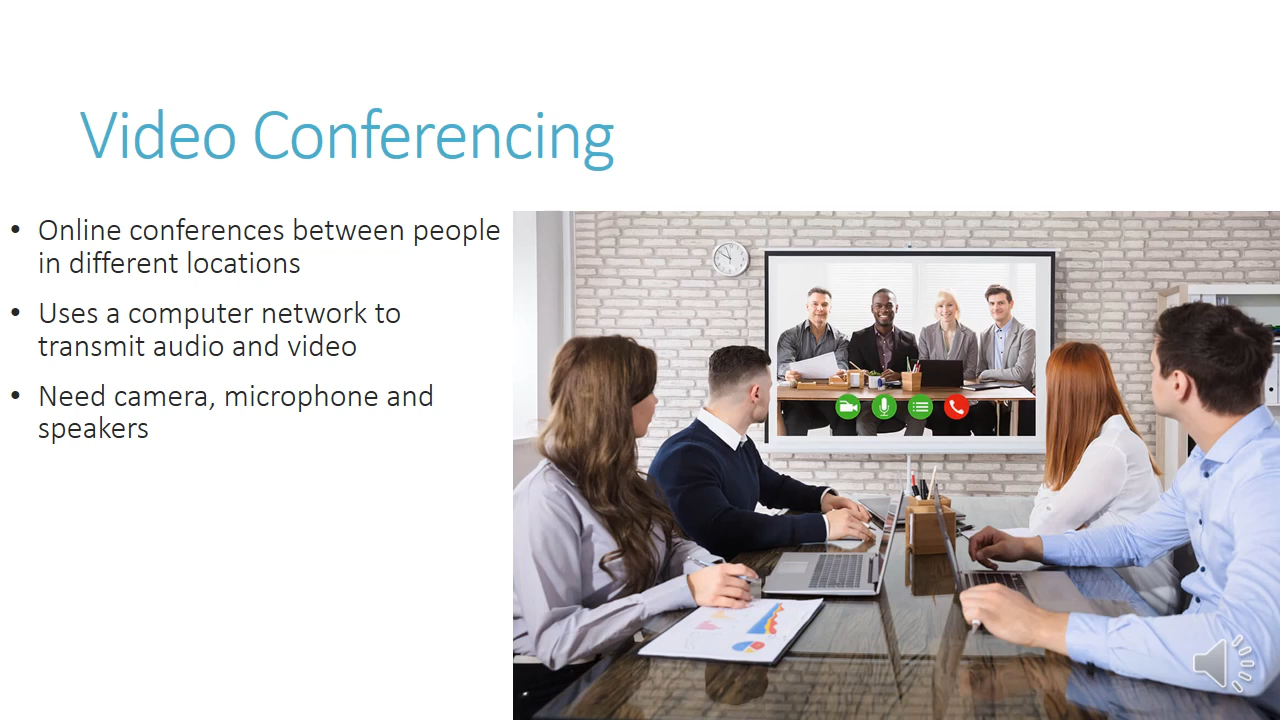 Video Conferencing
• Online conferences between people
in different locations
• Uses a computer network to
transmit audio and video
• Need camera, microphone and
speakers